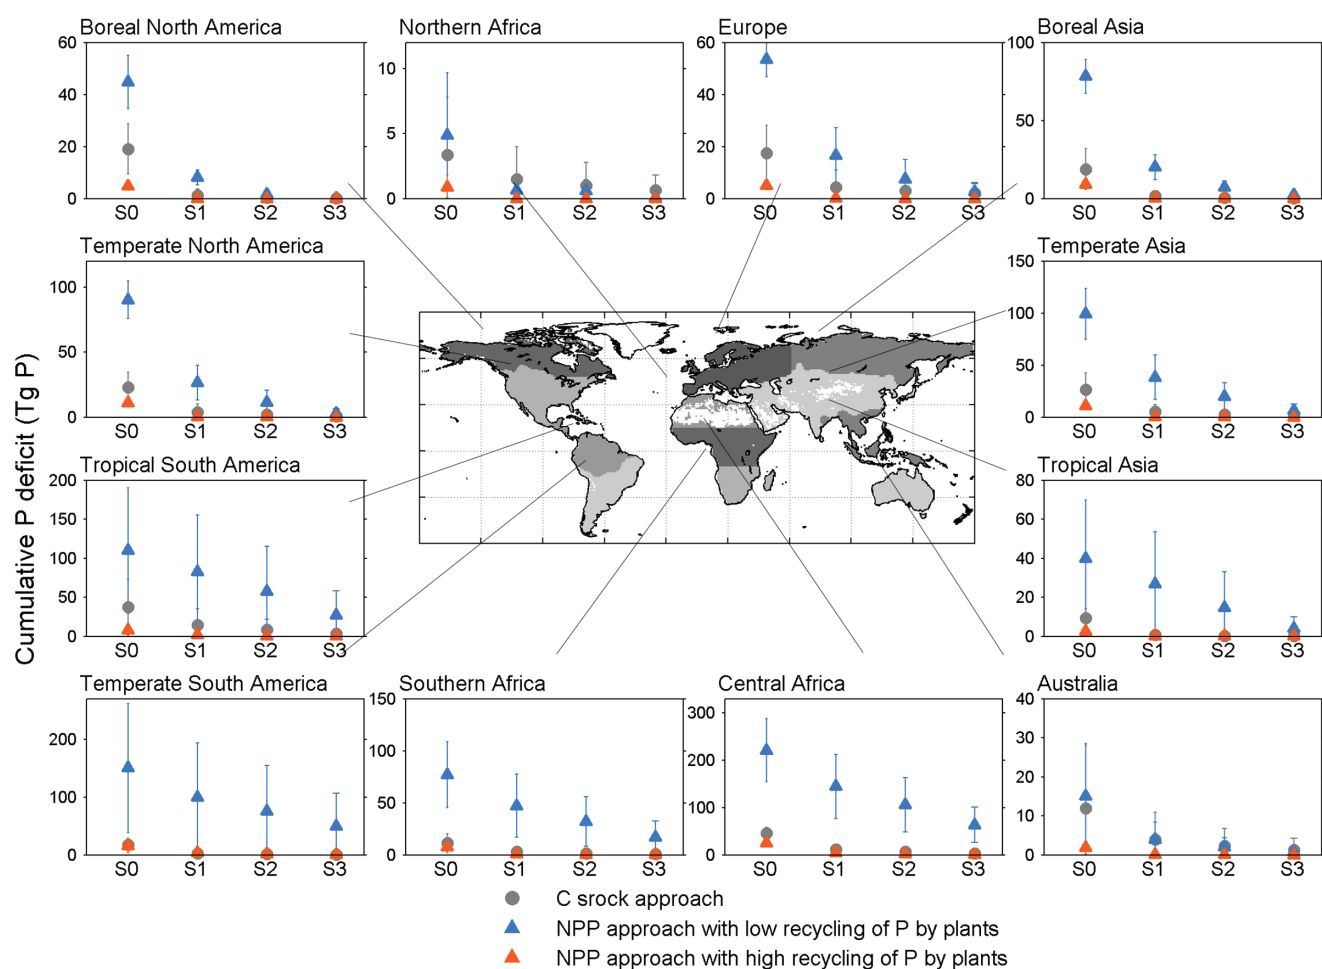 Boreal North America
60
40
20
0
S0 S1 S2 S3
Northern Africa
10
5
0
S0 S1 S2 S3
Europe
60
40
20
0
S0 S1 S2 S3
Boreal Asia
100
50
0
S0 S1 S2 S3
Temperate North America
100
50
0
Temperate Asia
150
100
50
0
S0 S1 S2 S3
Cumulative P deficit (Tg P)
Tropical South America
200
150
100
50
0
S0 S1 S2 S3
Tropical Asia
80
60
40
20
0
S0 S1 S2 S3
Temperate South America
200
100
0
S0 S1 S2 S3
Southern Africa
150
100
50
0
S0 S1 S2 S3
Central Africa
300
200
100
0
S0 S1 S2 S3
Australia
40
30
20
10
0
S0 S1 S2 S3
C srock approach
NPP approach with low recycling of P by plants
NPP approach with high recycling of P by plants